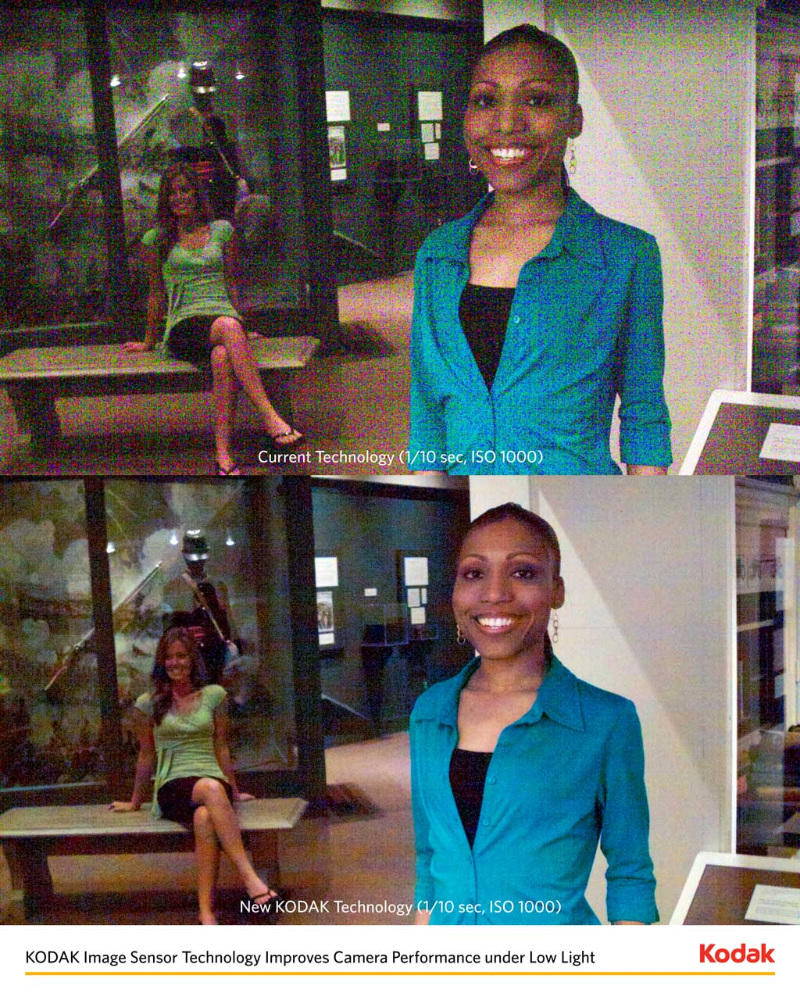 Current Technology (1/10 sec, ISO 1000)
New KODAK Technology (1/10 sec, ISO 1000)
KODAK Image Sensor Technology Improves Camera Performance under Low Light
Kodak